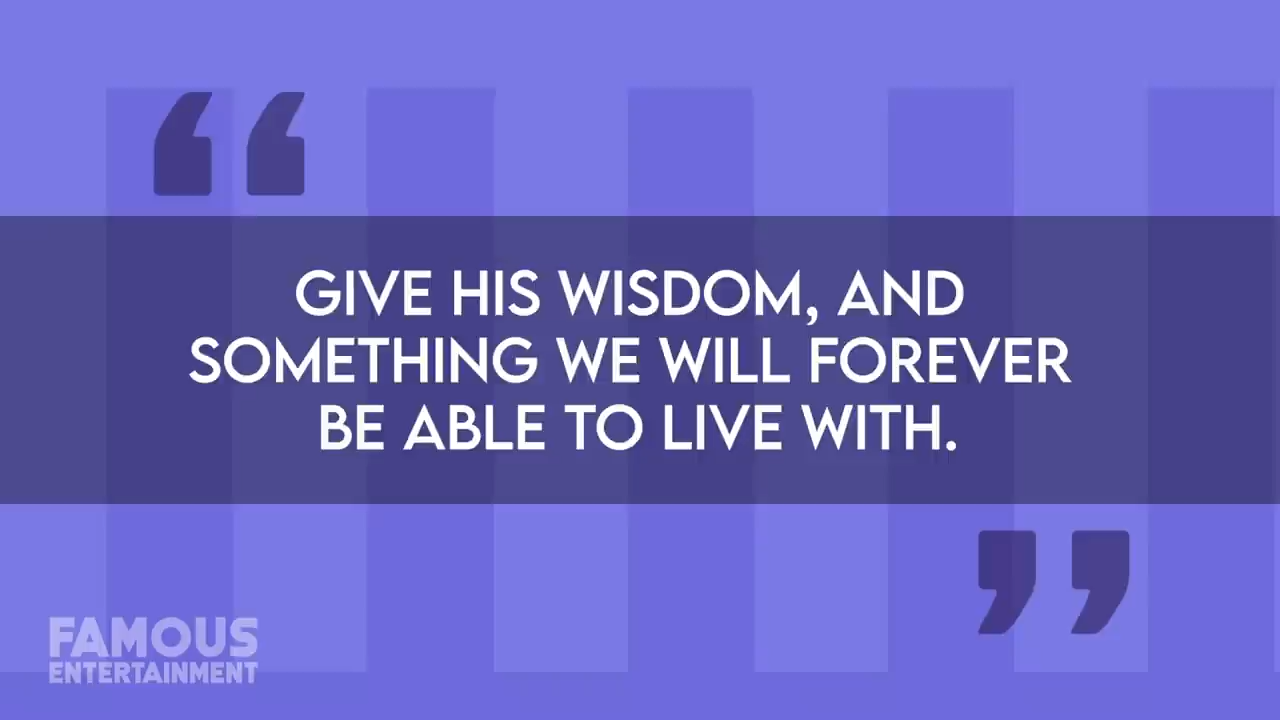 GIVE HIS WISDOM, AND
SOMETHING WE WILL FOREVER
BE ABLE TO LIVE WITH.
FAMOUS
ENTERTAINMENT